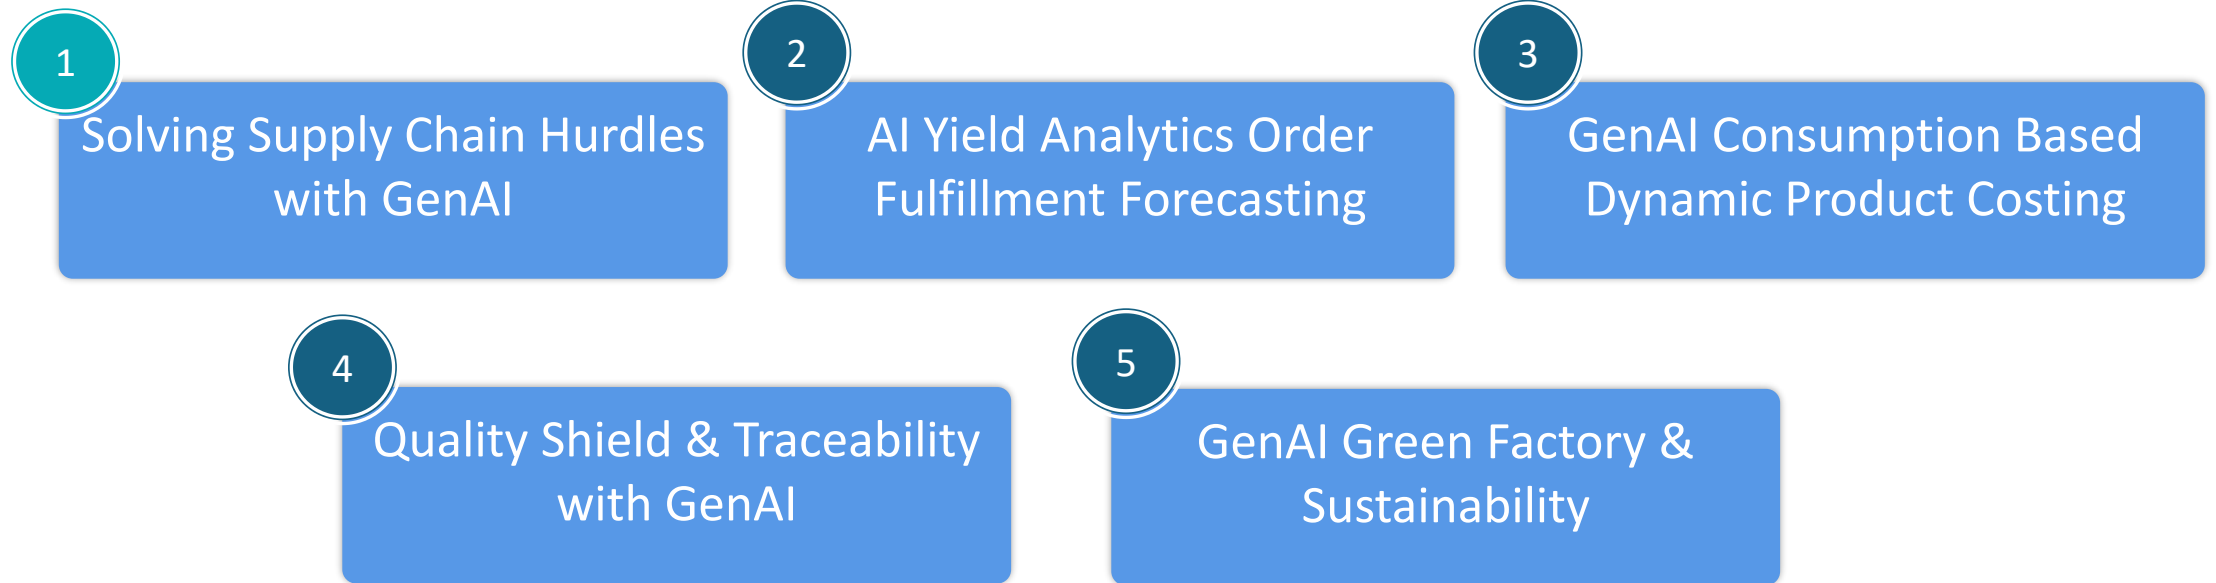 1
Solving Supply Chain Hurdles
with GenAI
2
AI Yield Analytics Order
Fulfillment Forecasting
3
GenAI Consumption Based
Dynamic Product Costing
4
Quality Shield & Traceability
with GenAI
5
GenAI Green Factory &
Sustainability